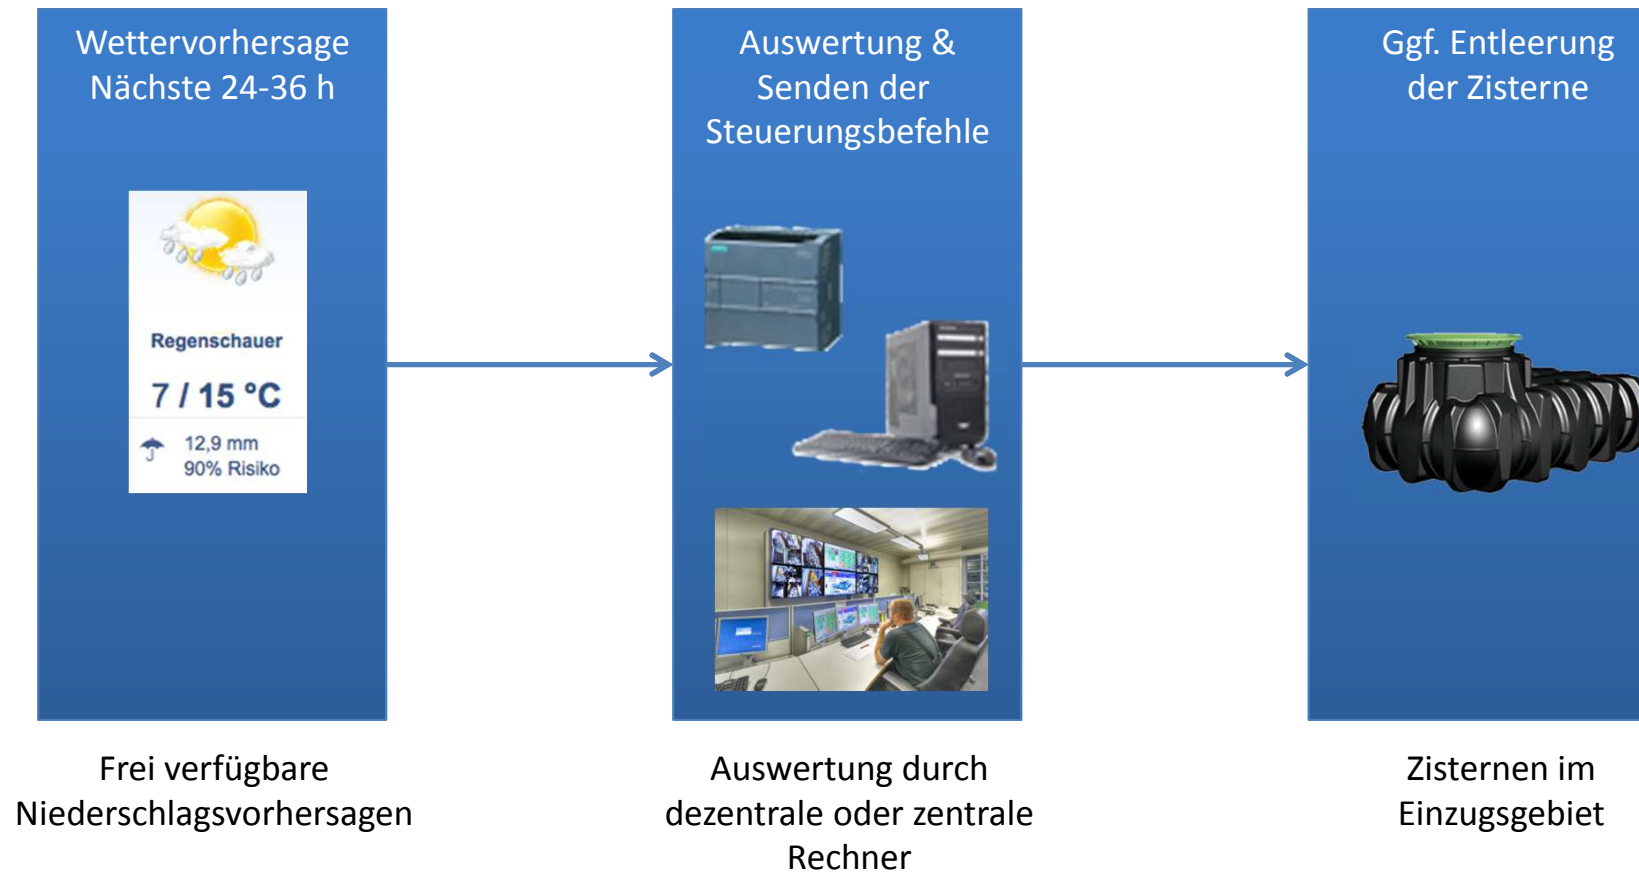 Wettervorhersage
Nächste 24-36 h
Regenschauer
7 / 15 °C
12,9 mm
90% Risiko
Frei verfügbare
Niederschlagsvorhersagen
Auswertung &
Senden der
Steuerungsbefehle
Auswertung durch
dezentrale oder zentrale
Rechner
Ggf. Entleerung
der Zisterne
Zisternen im
Einzugsgebiet